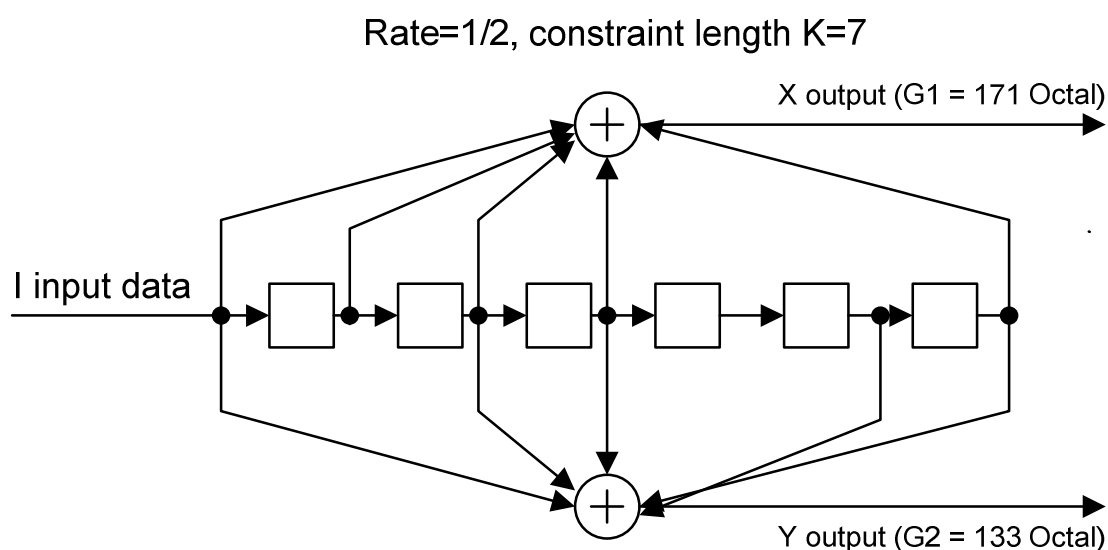 Rate=1/2, constraint length K=7
X output (G1 = 171 Octal)
I input data
Y output (G2 = 133 Octal)